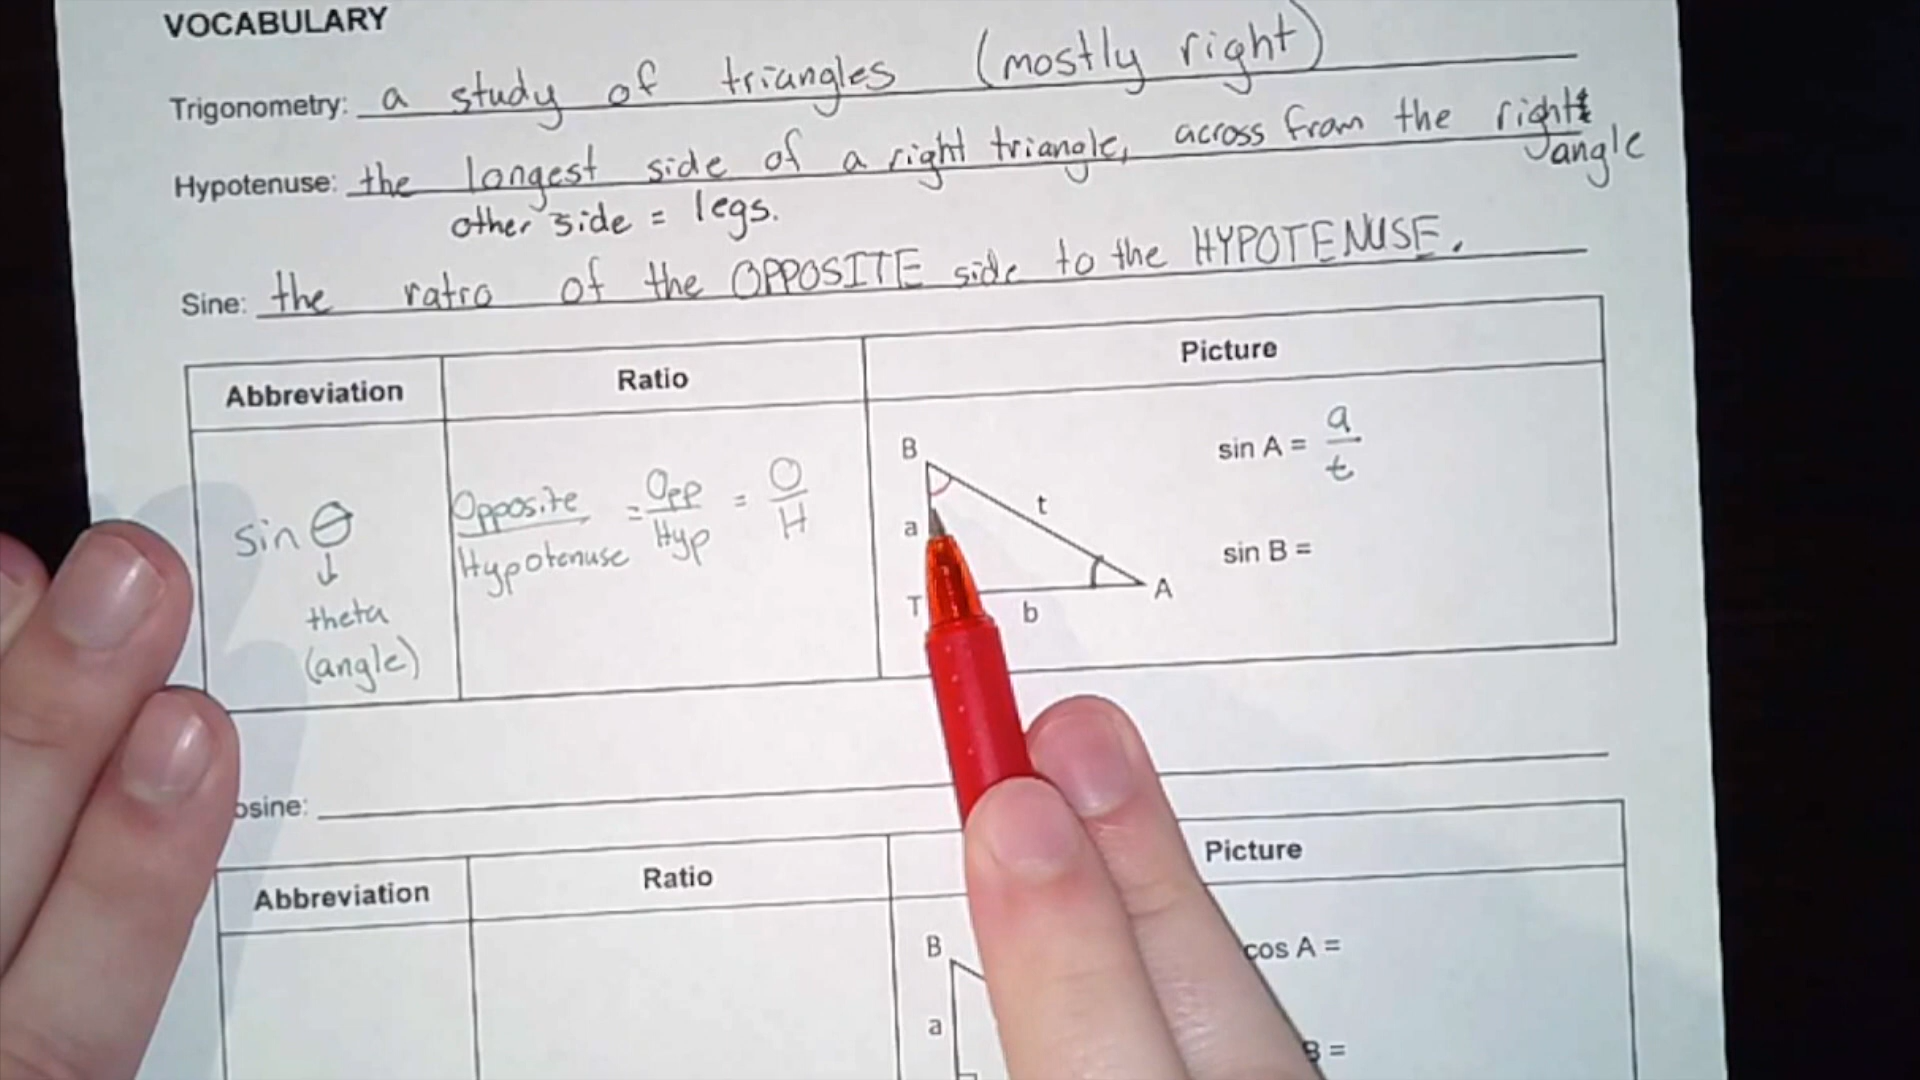 VOCABULARY
Trigonometry: a study of triangles (mostly right)
Hypotenuse: the longest side of a right triangle, across from the right
angle
other side = legs.
Sine: the ratio of the OPPOSITE side to the HYPOTENUSE.
Abbreviation Ratio Picture
sin θ
↓
theta
(angle)
Opposite / Hypotenuse = Opp / Hyp = O / H
B
a
t
T
b
A
sin A = a / t
sin B =
osine:
Abbreviation Ratio Picture
B
a
cos A =
B =